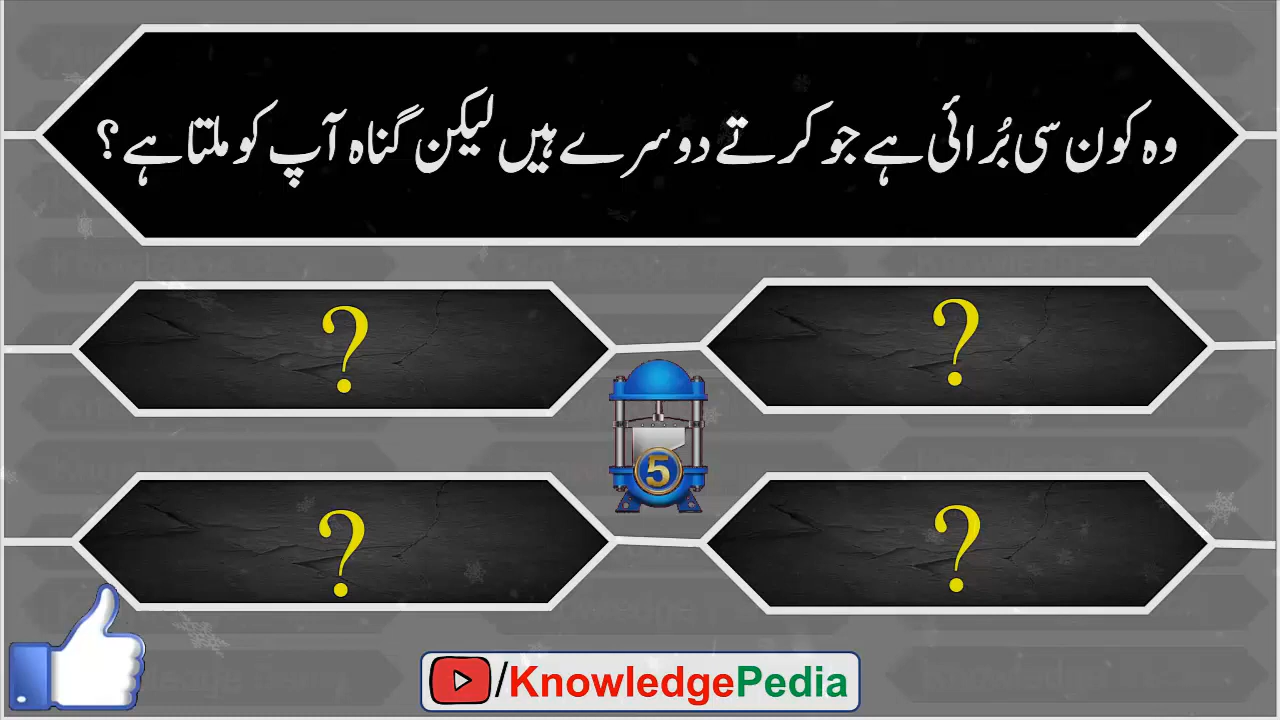 وہ کون سی بُرائی ہے جو کرتے دوسرے ہیں لیکن گناہ آپ کو ملتا ہے ؟
?
?
?
?
5
/KnowledgePedia